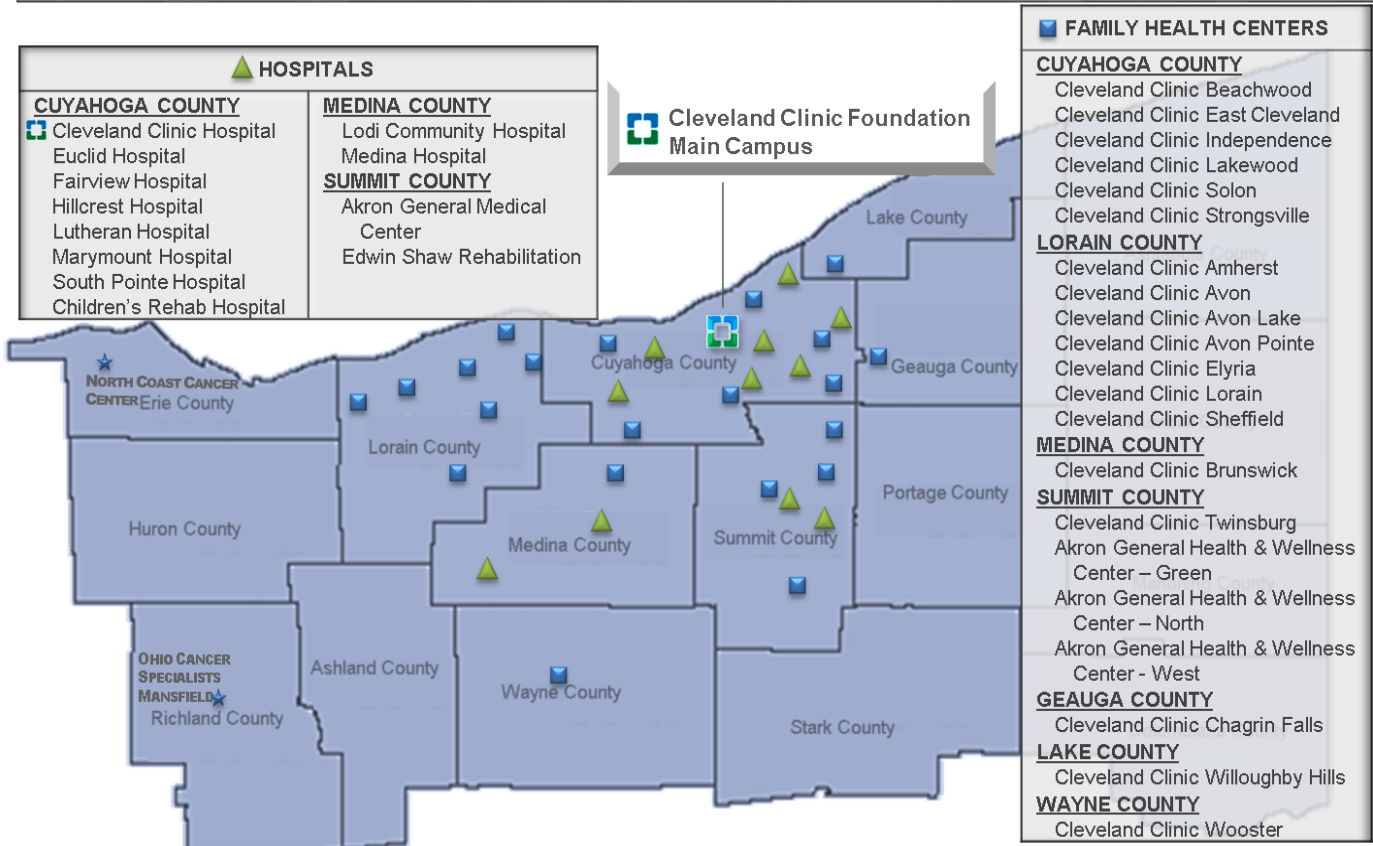 HOSPITALS
CUYAHOGA COUNTY
Cleveland Clinic Hospital
Euclid Hospital
Fairview Hospital
Hillcrest Hospital
Lutheran Hospital
Marymount Hospital
South Pointe Hospital
Children's Rehab Hospital
MEDINA COUNTY
Lodi Community Hospital
Medina Hospital
SUMMIT COUNTY
Akron General Medical
Center
Edwin Shaw Rehabilitation
Cleveland Clinic Foundation
Main Campus
Lake County
Cuyahoga County
Geauga County
NORTH COAST CANCER
CENTER
Erie County
Lorain County
Huron County
Medina County
Summit County
Portage County
OHIO CANCER
SPECIALISTS
MANSFIELD
Richland County
Ashland County
Wayne County
Stark County
FAMILY HEALTH CENTERS
CUYAHOGA COUNTY
Cleveland Clinic Beachwood
Cleveland Clinic East Cleveland
Cleveland Clinic Independence
Cleveland Clinic Lakewood
Cleveland Clinic Solon
Cleveland Clinic Strongsville
LORAIN COUNTY
Cleveland Clinic Amherst
Cleveland Clinic Avon
Cleveland Clinic Avon Lake
Cleveland Clinic Avon Pointe
Cleveland Clinic Elyria
Cleveland Clinic Lorain
Cleveland Clinic Sheffield
MEDINA COUNTY
Cleveland Clinic Brunswick
SUMMIT COUNTY
Cleveland Clinic Twinsburg
Akron General Health & Wellness
Center – Green
Akron General Health & Wellness
Center – North
Akron General Health & Wellness
Center - West
GEAUGA COUNTY
Cleveland Clinic Chagrin Falls
LAKE COUNTY
Cleveland Clinic Willoughby Hills
WAYNE COUNTY
Cleveland Clinic Wooster